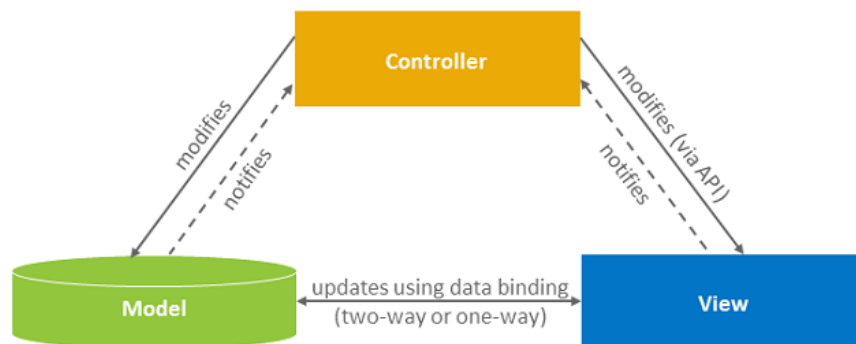 Controller
modifies
notifies
modifies (via API)
notifies
updates using data binding
(two-way or one-way)
Model
View